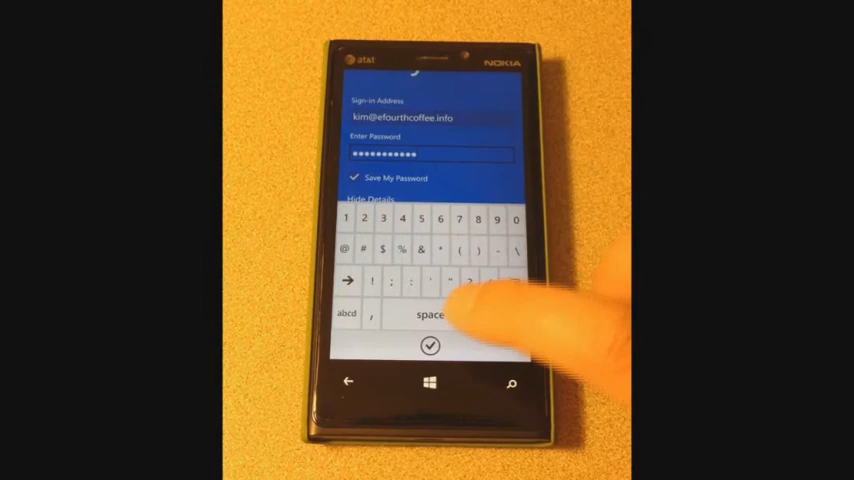 at&t NOKIA
Sign-in Address
kim@efourthcoffee.info
Enter Password
Save My Password
Hide Details
1 2 3 4 5 6 7 8 9 0
@ # $ % & * ( ) - \
! ; : ' " ?
abcd , space